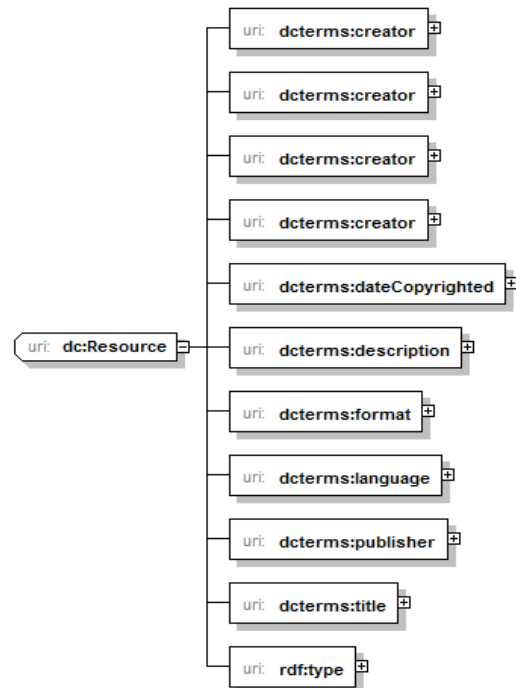 uri: dcterms:creator
uri: dcterms:creator
uri: dcterms:creator
uri: dcterms:creator
uri: dcterms:dateCopyrighted
uri: dc:Resource
uri: dcterms:description
uri: dcterms:format
uri: dcterms:language
uri: dcterms:publisher
uri: dcterms:title
uri: rdf:type